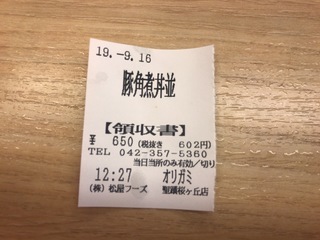 19.-9.16
豚角煮丼並
【領収書】
¥ 650(税抜き 602円)
TEL 042-357-5360
当日当所のみ有効/切り
12:27 オリガミ
(株)松屋フーズ 聖蹟桜ヶ丘店